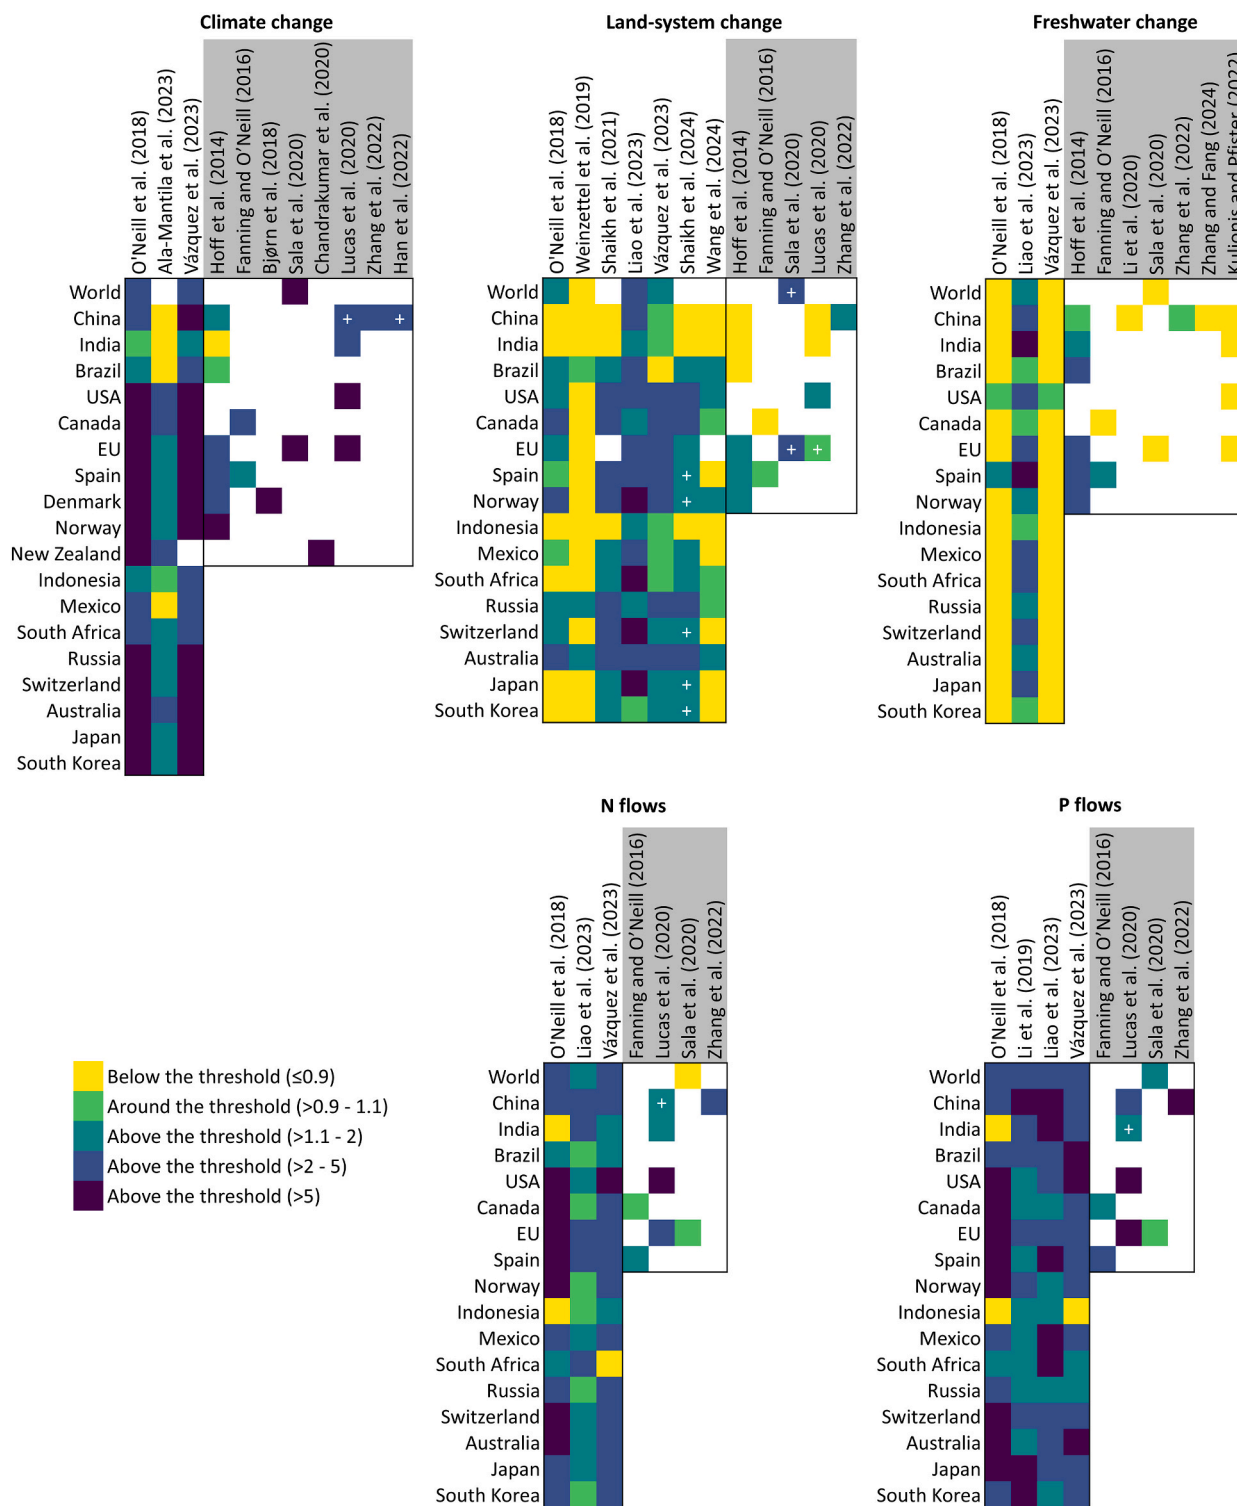 Climate change
O'Neill et al. (2018)
Ala-Mantila et al. (2023)
Vázquez et al. (2023)
Hoff et al. (2014)
Fanning and O'Neill (2016)
Bjørn et al. (2018)
Sala et al. (2020)
Chandrakumar et al. (2020)
Lucas et al. (2020)
Zhang et al. (2022)
Han et al. (2022)
World
China
+ +
India
Brazil
USA
Canada
EU
Spain
Denmark
Norway
New Zealand
Indonesia
Mexico
South Africa
Russia
Switzerland
Australia
Japan
South Korea
Land-system change
O'Neill et al. (2018)
Weinzettel et al. (2019)
Shaikh et al. (2021)
Liao et al. (2023)
Vázquez et al. (2023)
Shaikh et al. (2024)
Wang et al. (2024)
Hoff et al. (2014)
Fanning and O'Neill (2016)
Sala et al. (2020)
Lucas et al. (2020)
Zhang et al. (2022)
World
+
China
India
Brazil
USA
Canada
EU
+ +
Spain
+
Norway
+
Indonesia
Mexico
South Africa
Russia
Switzerland
+
Australia
Japan
+
South Korea
+
Freshwater change
O'Neill et al. (2018)
Liao et al. (2023)
Vázquez et al. (2023)
Hoff et al. (2014)
Fanning and O'Neill (2016)
Li et al. (2020)
Sala et al. (2020)
Zhang et al. (2022)
Zhang and Fang (2024)
Kulionis and Pfister (2022)
World
China
India
Brazil
USA
Canada
EU
Spain
Norway
Indonesia
Mexico
South Africa
Russia
Switzerland
Australia
Japan
South Korea
Below the threshold (≤0.9)
Around the threshold (>0.9 - 1.1)
Above the threshold (>1.1 - 2)
Above the threshold (>2 - 5)
Above the threshold (>5)
N flows
O'Neill et al. (2018)
Liao et al. (2023)
Vázquez et al. (2023)
Fanning and O'Neill (2016)
Lucas et al. (2020)
Sala et al. (2020)
Zhang et al. (2022)
World
China
+
India
Brazil
USA
Canada
EU
Spain
Norway
Indonesia
Mexico
South Africa
Russia
Switzerland
Australia
Japan
South Korea
P flows
O'Neill et al. (2018)
Li et al. (2019)
Liao et al. (2023)
Vázquez et al. (2023)
Fanning and O'Neill (2016)
Lucas et al. (2020)
Sala et al. (2020)
Zhang et al. (2022)
World
China
India
+
Brazil
USA
Canada
EU
Spain
Norway
Indonesia
Mexico
South Africa
Russia
Switzerland
Australia
Japan
South Korea